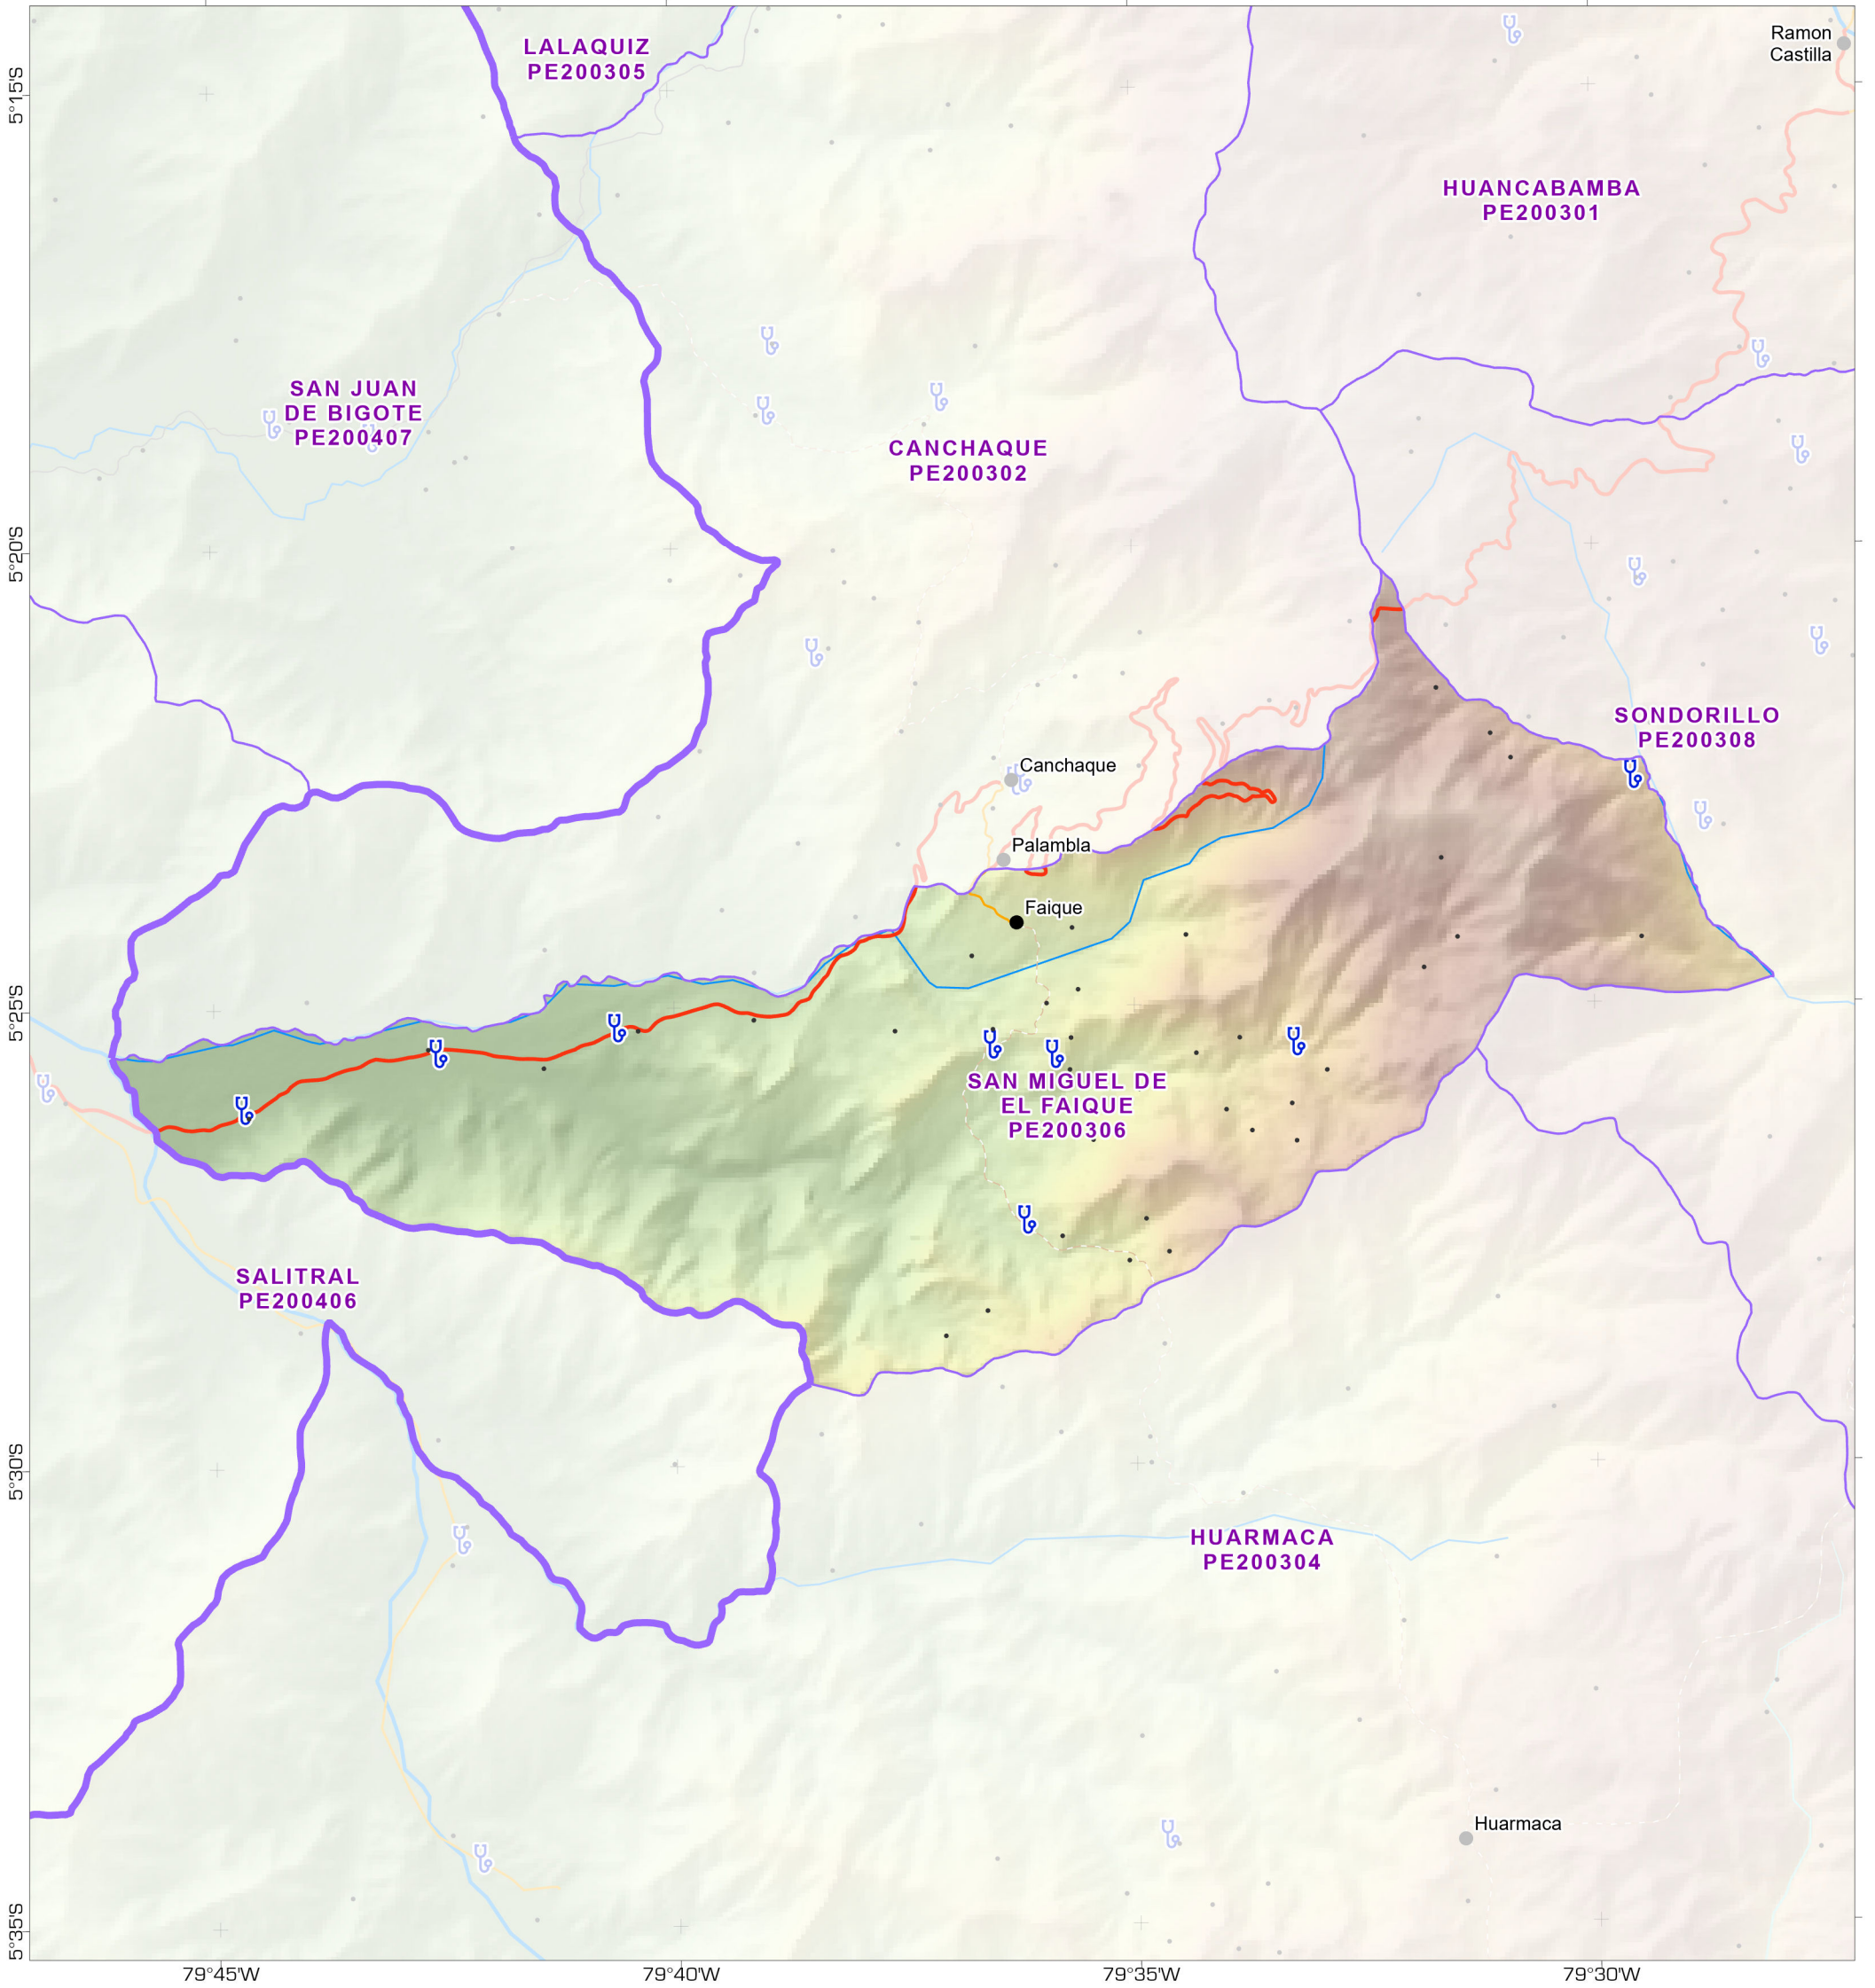 LALAQUIZ
PE200305
Ramon
Castilla
5°15'S
HUANCABAMBA
PE200301
SAN JUAN
DE BIGOTE
PE200407
CANCHAQUE
PE200302
5°20'S
SONDORILLO
PE200308
Canchaque
Palambla
Faique
5°25'S
SAN MIGUEL DE
EL FAIQUE
PE200306
SALITRAL
PE200406
5°30'S
HUARMACA
PE200304
Huarmaca
5°35'S
79°45'W
79°40'W
79°35'W
79°30'W